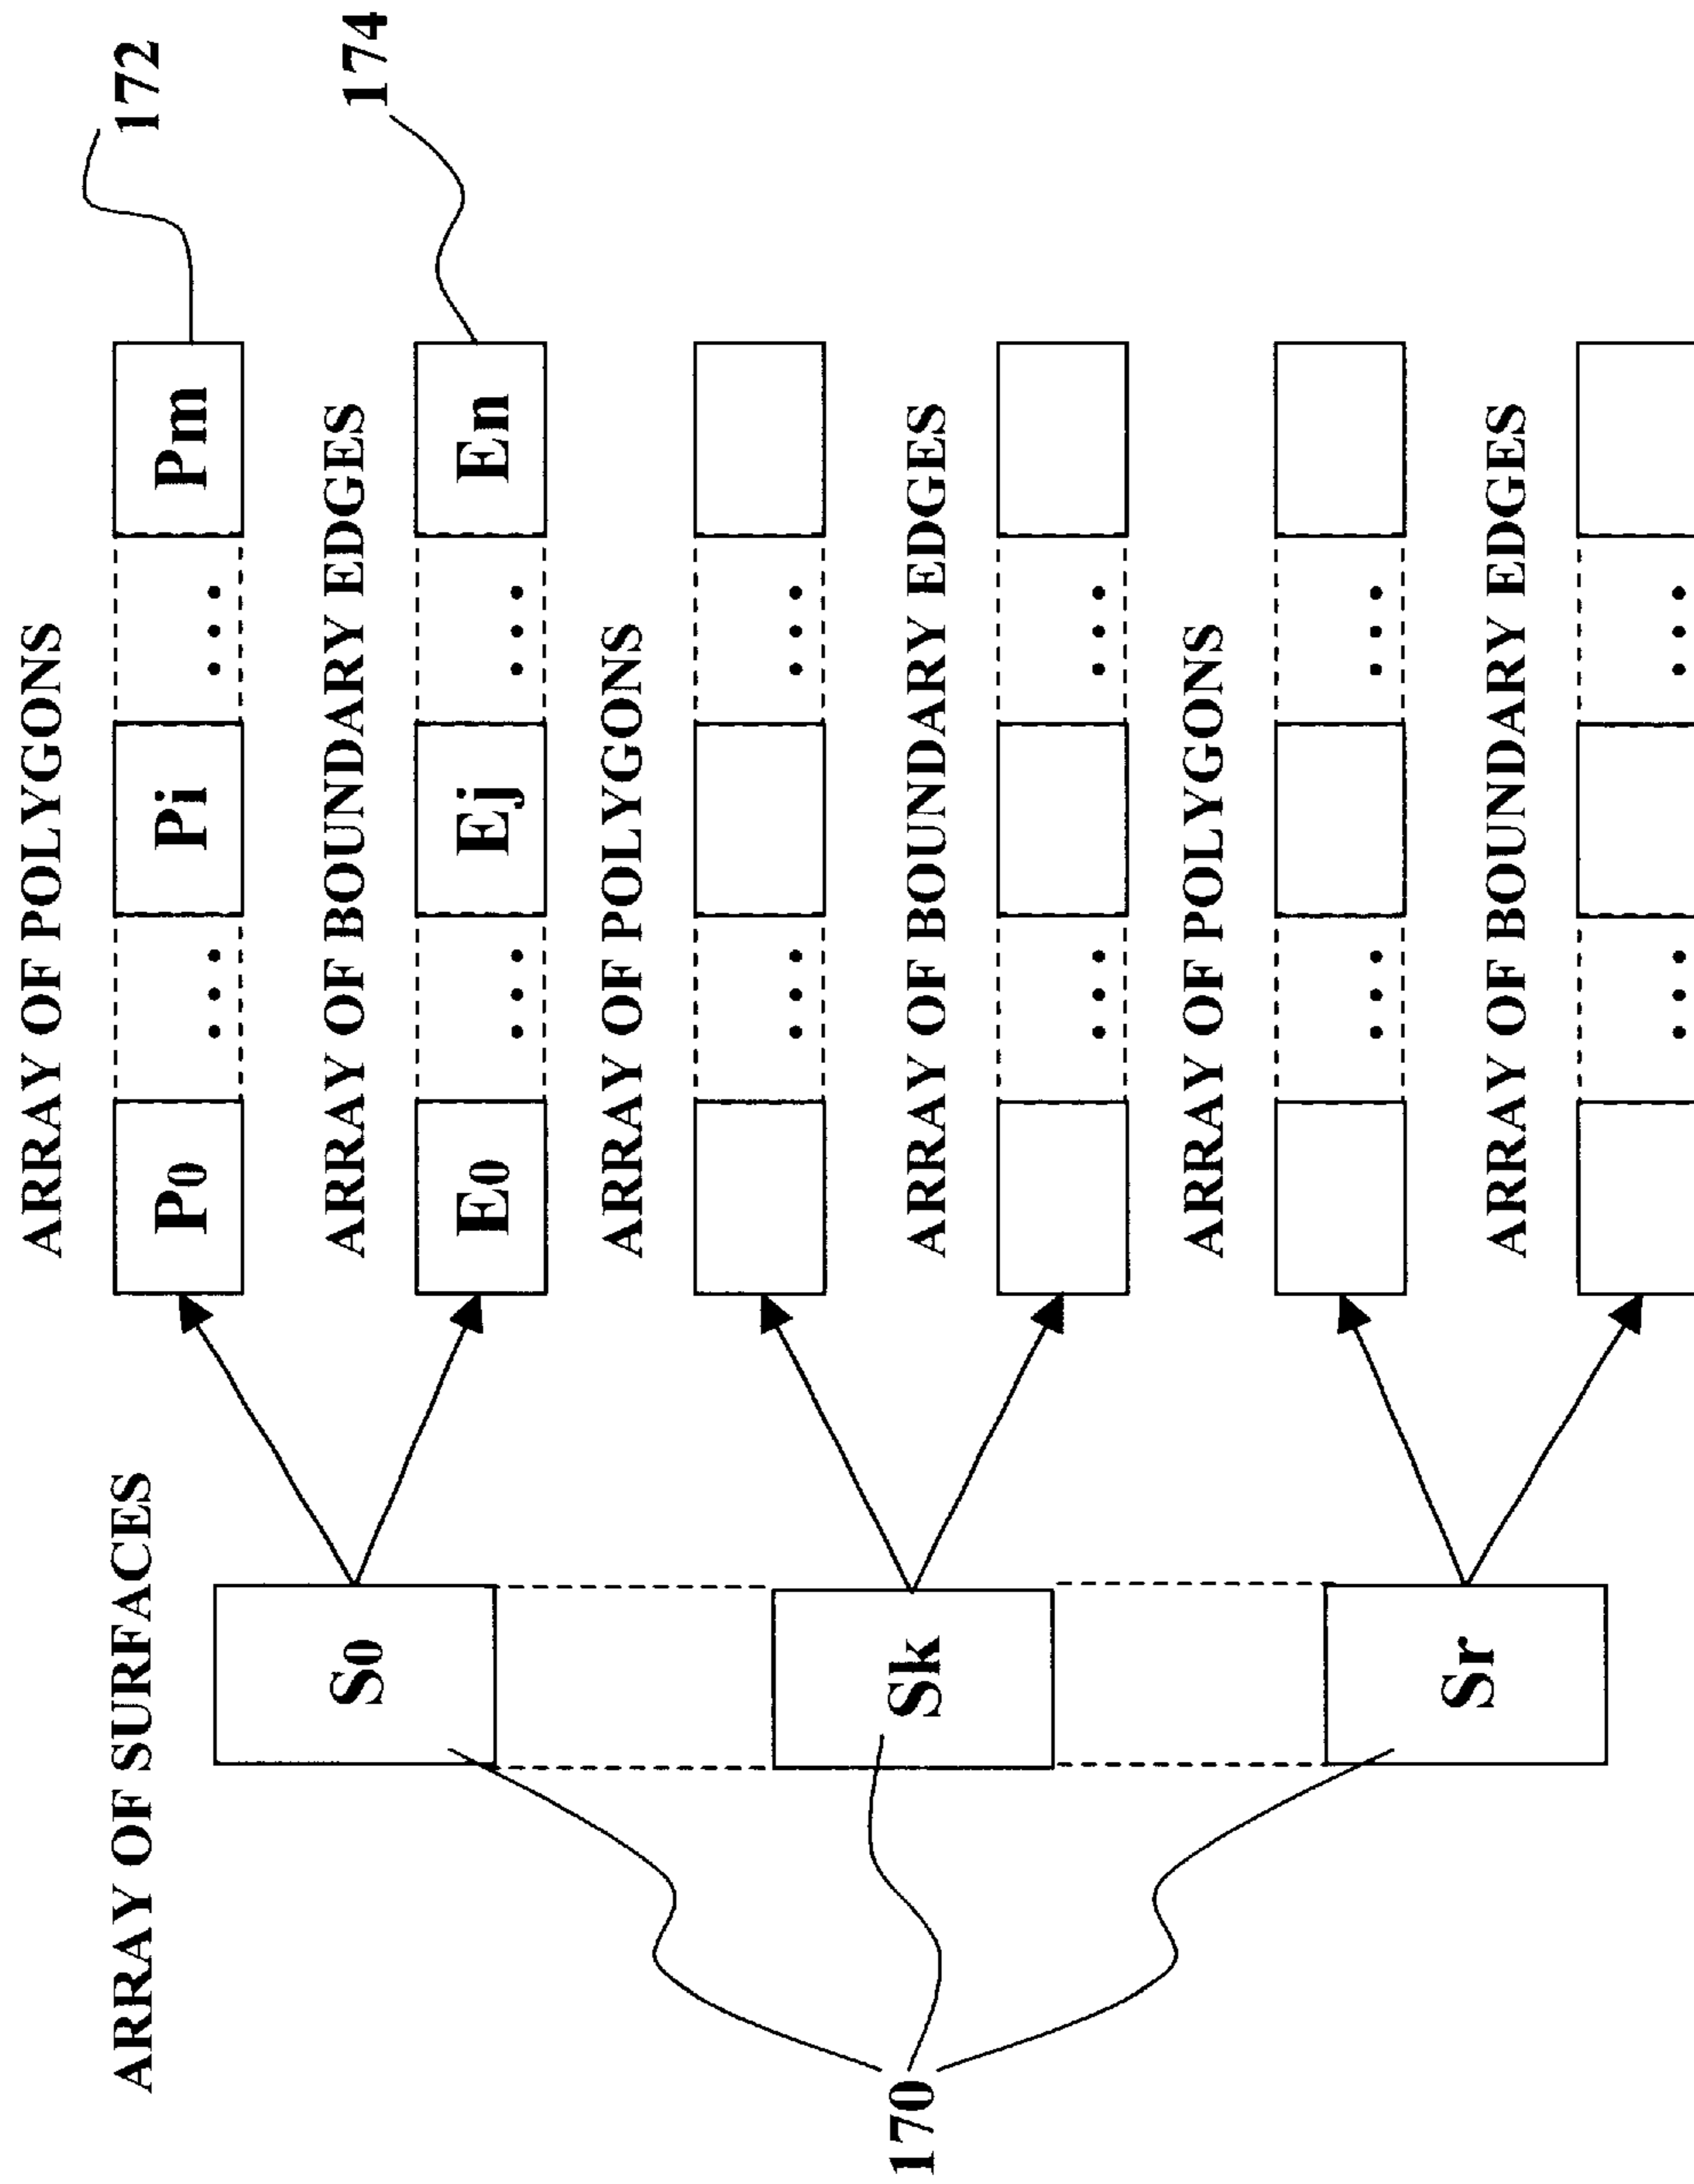 ARRAY OF POLYGONS
P0 ... Pi ... Pm
172
ARRAY OF SURFACES
ARRAY OF BOUNDARY EDGES
S0
E0 ... Ej ... En
174
ARRAY OF POLYGONS
... ...
170
Sk
ARRAY OF BOUNDARY EDGES
... ...
ARRAY OF POLYGONS
... ...
Sr
ARRAY OF BOUNDARY EDGES
... ...